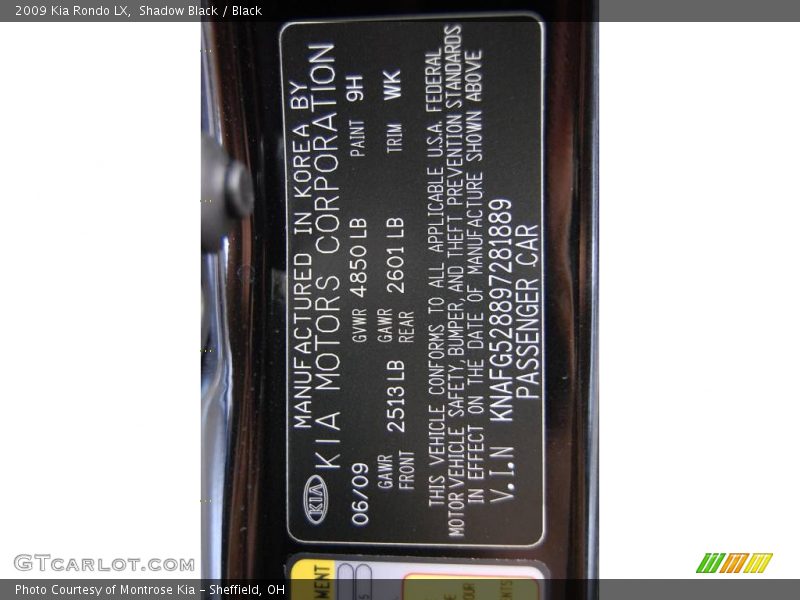 2009 Kia Rondo LX, Shadow Black / Black
MANUFACTURED IN KOREA BY
KIA KIA MOTORS CORPORATION
06/09 GVWR 4850 LB PAINT 9H
GAWR FRONT 2513 LB GAWR REAR 2601 LB TRIM WK
THIS VEHICLE CONFORMS TO ALL APPLICABLE U.S.A. FEDERAL
MOTOR VEHICLE SAFETY, BUMPER, AND THEFT PREVENTION STANDARDS
IN EFFECT ON THE DATE OF MANUFACTURE SHOWN ABOVE
V.I.N KNAFG528897281889
PASSENGER CAR
GTCARLOT.COM
Photo Courtesy of Montrose Kia – Sheffield, OH